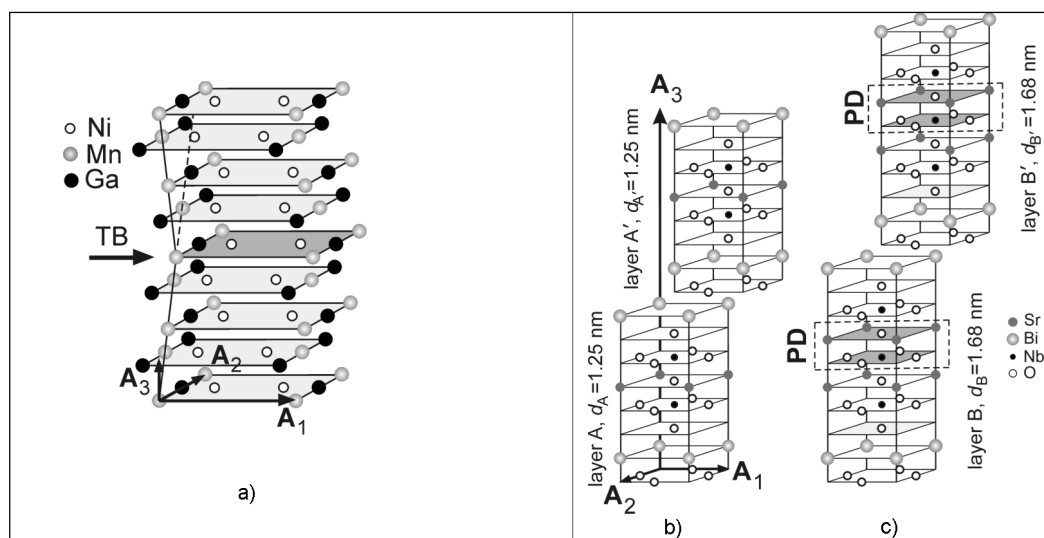 Ni
Mn
Ga
TB
A2
A3
A1
a)
A3
layer A′, dA′=1.25 nm
layer A, dA=1.25 nm
A1
A2
b)
PD
layer B′, dB′=1.68 nm
PD
layer B, dB=1.68 nm
Sr
Bi
Nb
O
c)